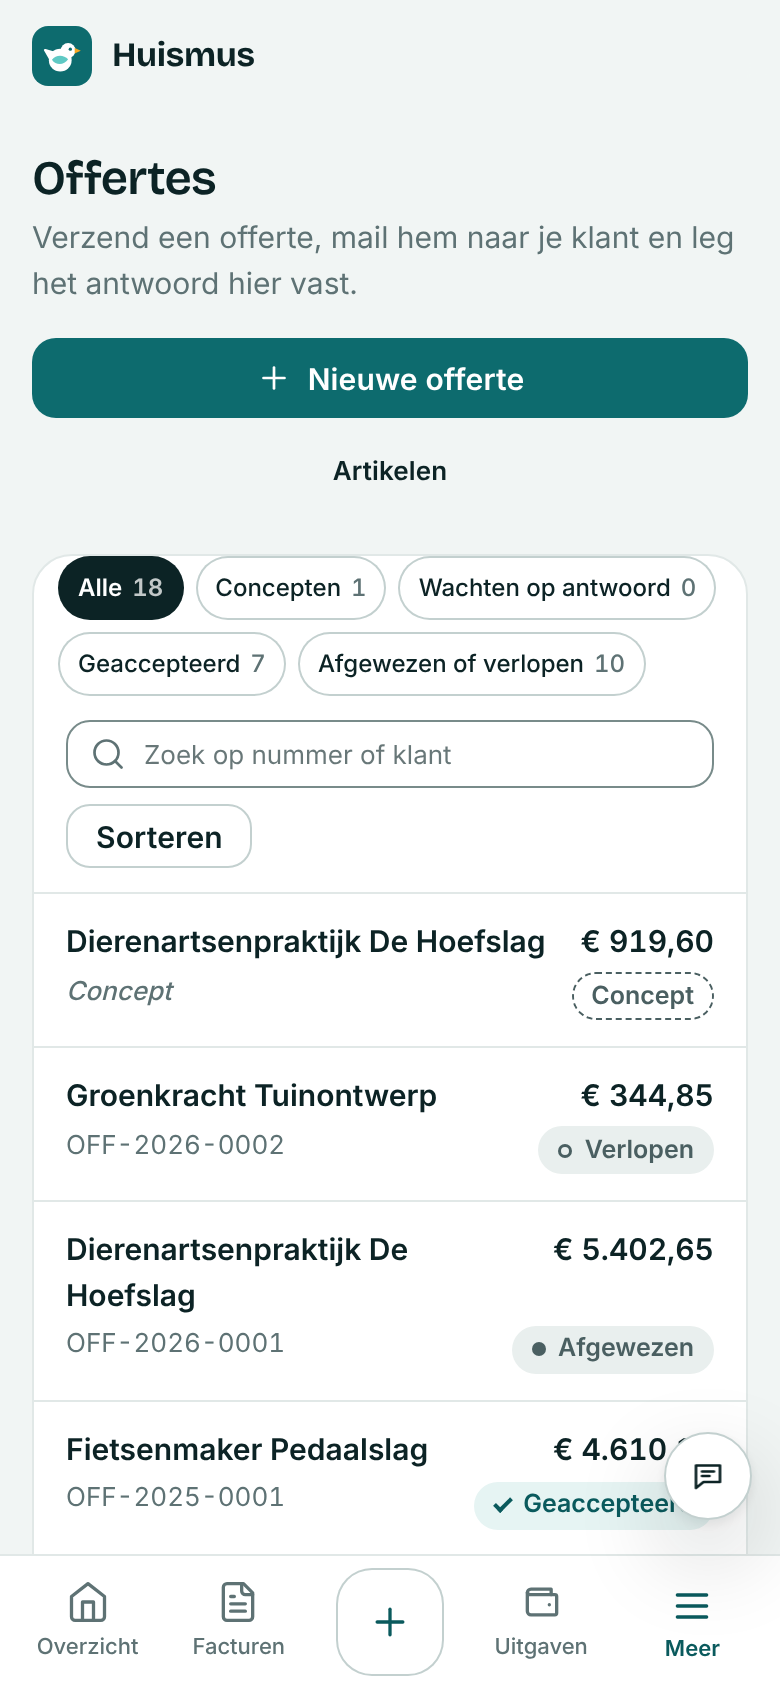 Huismus
Offertes
Verzend een offerte, mail hem naar je klant en leg
het antwoord hier vast.
Nieuwe offerte
Artikelen
Alle 18 Concepten 1 Wachten op antwoord 0
Geaccepteerd 7 Afgewezen of verlopen 10
Zoek op nummer of klant
Sorteren
Dierenartsenpraktijk De Hoefslag € 919,60
Concept Concept
Groenkracht Tuinontwerp € 344,85
OFF-2026-0002 Verlopen
Dierenartsenpraktijk De € 5.402,65
Hoefslag
OFF-2026-0001 Afgewezen
Fietsenmaker Pedaalslag € 4.610
OFF-2025-0001
Overzicht Facturen Uitgaven Meer